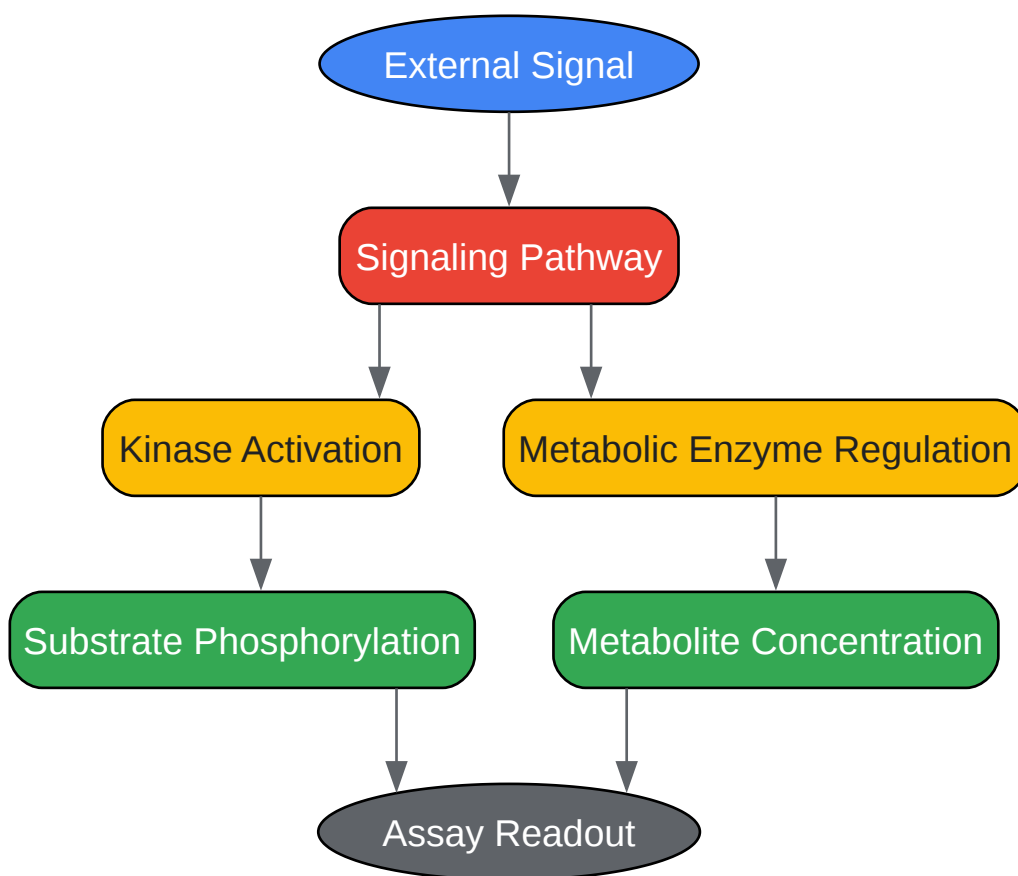 External Signal
Signaling Pathway
Kinase Activation
Metabolic Enzyme Regulation
Substrate Phosphorylation
Metabolite Concentration
Assay Readout